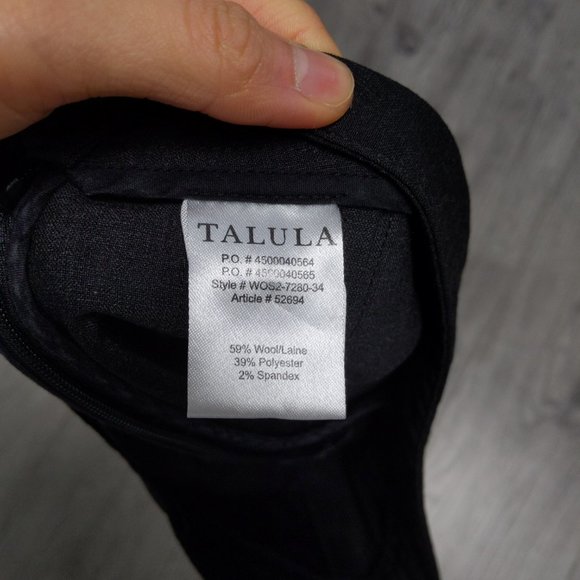 TALULA
P.O. # 4500040564
P.O. # 4500040565
Style # WOS2-7280-34
Article # 52694
59% Wool/Laine
39% Polyester
2% Spandex